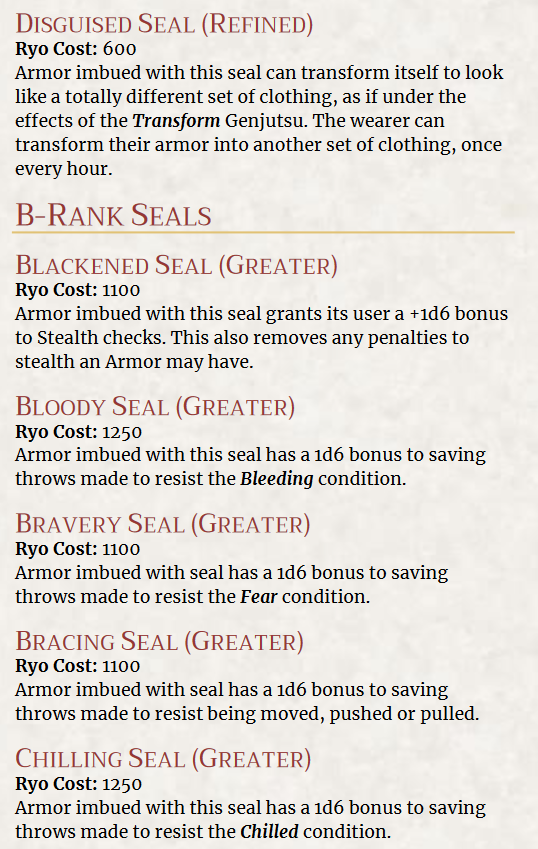 Disguised Seal (Refined)
Ryo Cost: 600
Armor imbued with this seal can transform itself to look
like a totally different set of clothing, as if under the
effects of the Transform Genjutsu. The wearer can
transform their armor into another set of clothing, once
every hour.
B-Rank Seals
Blackened Seal (Greater)
Ryo Cost: 1100
Armor imbued with this seal grants its user a +1d6 bonus
to Stealth checks. This also removes any penalties to
stealth an Armor may have.
Bloody Seal (Greater)
Ryo Cost: 1250
Armor imbued with this seal has a 1d6 bonus to saving
throws made to resist the Bleeding condition.
Bravery Seal (Greater)
Ryo Cost: 1100
Armor imbued with seal has a 1d6 bonus to saving
throws made to resist the Fear condition.
Bracing Seal (Greater)
Ryo Cost: 1100
Armor imbued with seal has a 1d6 bonus to saving
throws made to resist being moved, pushed or pulled.
Chilling Seal (Greater)
Ryo Cost: 1250
Armor imbued with this seal has a 1d6 bonus to saving
throws made to resist the Chilled condition.